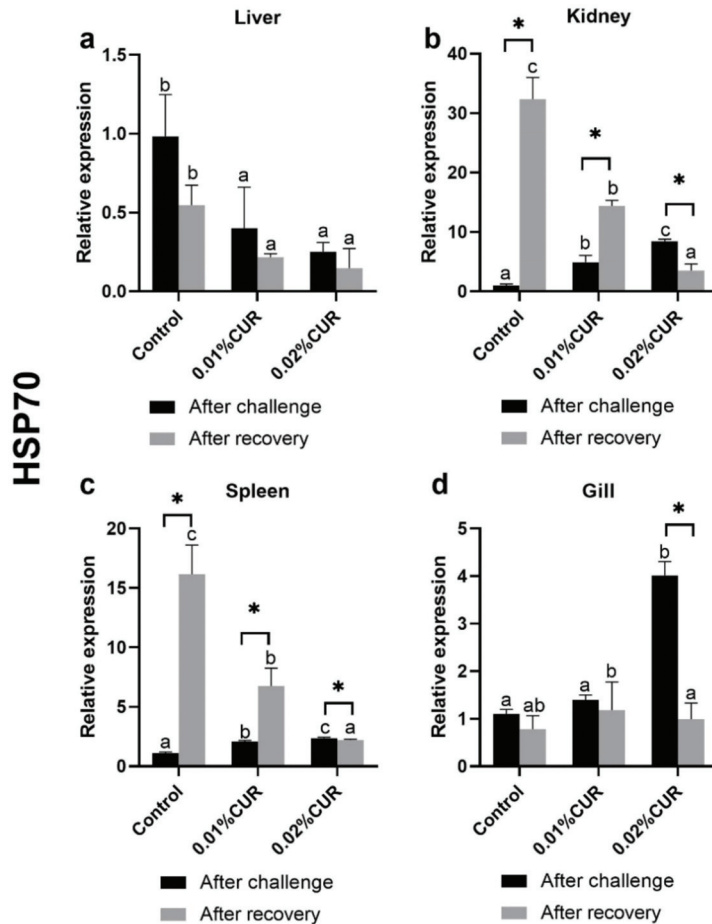 HSP70
a
Liver
Relative expression
1.5
1.0
0.5
0.0
b
b
a
a
a
a
Control
0.01%CUR
0.02%CUR
After challenge
After recovery
b
Kidney
Relative expression
40
30
20
10
0
*
*
*
a
c
b
b
c
a
Control
0.01%CUR
0.02%CUR
After challenge
After recovery
c
Spleen
Relative expression
20
15
10
5
0
*
*
*
a
c
b
b
c
a
Control
0.01%CUR
0.02%CUR
After challenge
After recovery
d
Gill
Relative expression
5
4
3
2
1
0
*
a
ab
a
b
b
a
Control
0.01%CUR
0.02%CUR
After challenge
After recovery